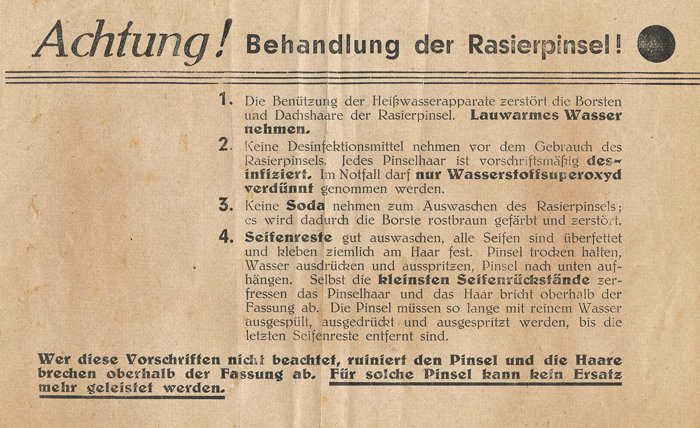 Achtung! Behandlung der Rasierpinsel!
1. Die Benützung der Heißwasserapparate zerstört die Borsten
und Dachshaare der Rasierpinsel. Lauwarmes Wasser
nehmen.
2. Keine Desinfektionsmittel nehmen vor dem Gebrauch des
Rasierpinsels. Jedes Pinselhaar ist vorschriftsmäßig des-
infiziert. Im Notfall darf nur Wasserstoffsuperoxyd
verdünnt genommen werden.
3. Keine Soda nehmen zum Auswaschen des Rasierpinsels;
es wird dadurch die Borste rostbraun gefärbt und zerstört.
4. Seifenreste gut auswaschen, alle Seifen sind überfettet
und kleben ziemlich am Haar fest. Pinsel trocken halten,
Wasser ausdrücken und ausspritzen, Pinsel nach unten auf-
hängen. Selbst die kleinsten Seifenrückstände zer-
fressen das Pinselhaar und das Haar bricht oberhalb der
Fassung ab. Die Pinsel müssen so lange mit reinem Wasser
ausgespült, ausgedrückt und ausgespritzt werden, bis die
letzten Seifenreste entfernt sind.
Wer diese Vorschriften nicht beachtet, ruiniert den Pinsel und die Haare
brechen oberhalb der Fassung ab. Für solche Pinsel kann kein Ersatz
mehr geleistet werden.